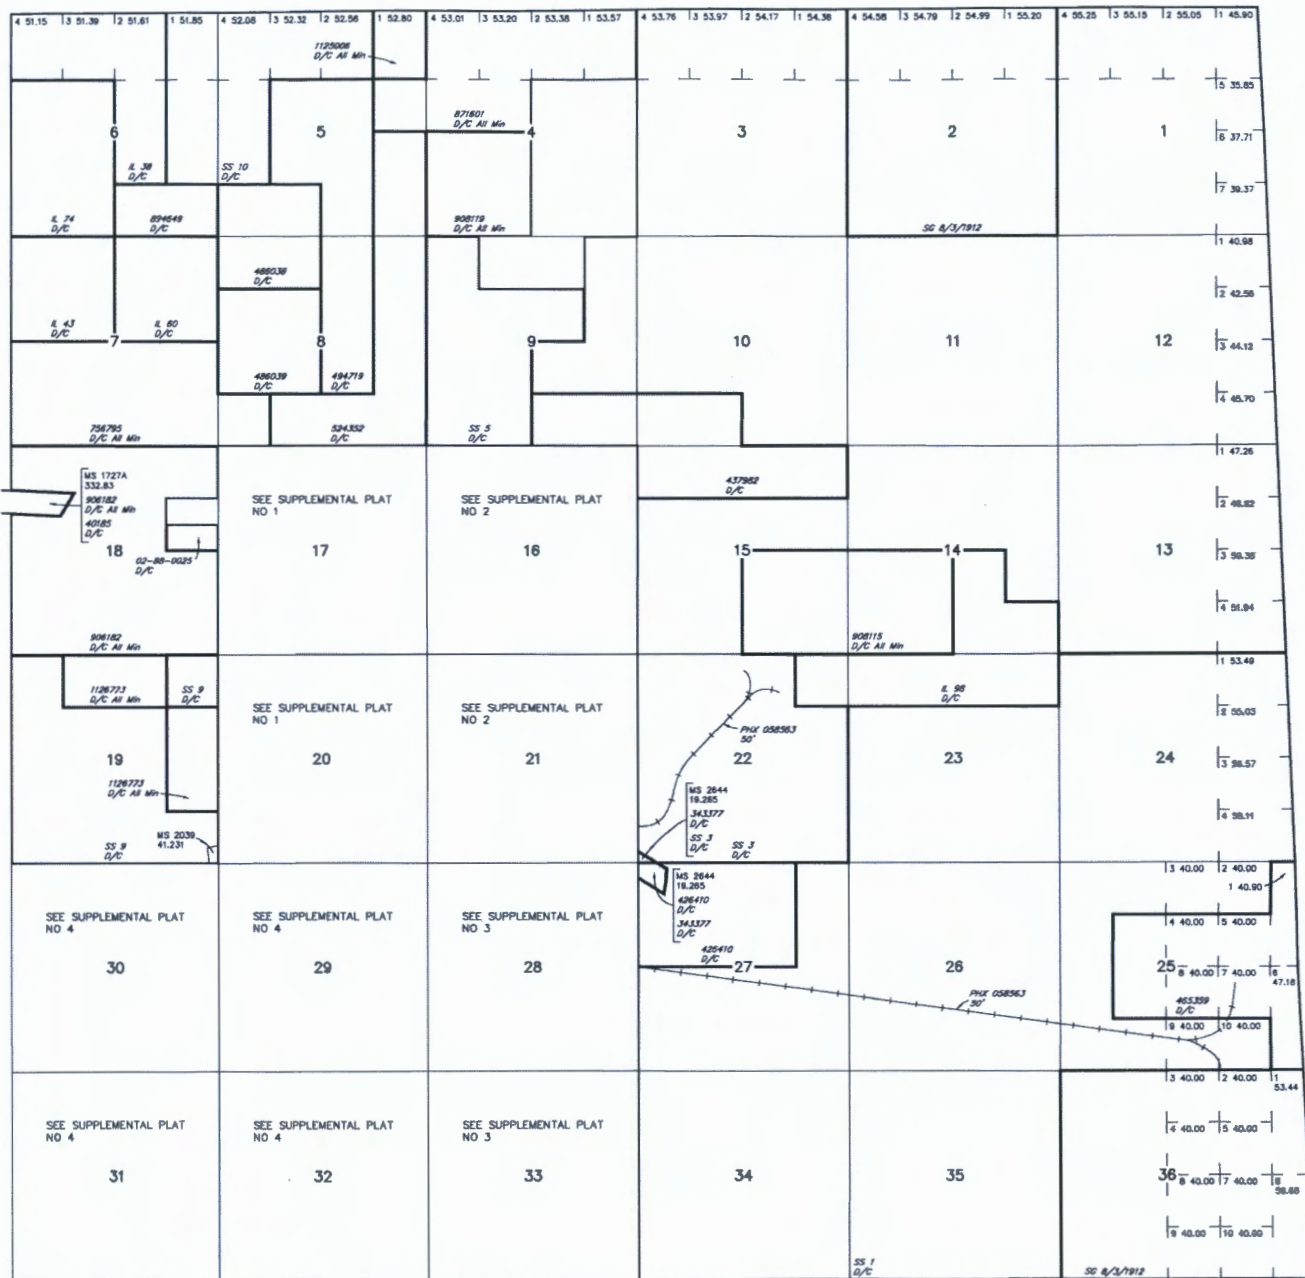 4 51.15 3 51.39 2 51.61 1 51.85 4 52.08 3 52.32 2 52.56 1 52.80 4 53.01 3 53.20 2 53.38 1 53.57 4 53.76 3 53.97 2 54.17 1 54.38 4 54.58 3 54.79 2 54.99 1 55.20 4 55.25 3 55.15 2 55.05 1 45.90
1125006
D/C All Min
5 35.85
871601
D/C All Min
6 5 4 3 2 1
6 37.71
IL 38
D/C
SS 10
D/C
7 39.37
IL 74
D/C
894649
D/C
908119
D/C All Min
SG 8/3/1912
1 40.98
486038
D/C
2 42.56
IL 43
D/C
IL 60
D/C
7 8 9 10 11 12
3 44.12
486039
D/C
494719
D/C
4 45.70
756795
D/C All Min
524352
D/C
SS 5
D/C
1 47.26
MS 1727A
332.83
906182
D/C All Min
40185
D/C
SEE SUPPLEMENTAL PLAT
NO 1
SEE SUPPLEMENTAL PLAT
NO 2
437982
D/C
2 48.82
18 17 16 15 14 13
02-88-0025
D/C
4 51.94
906182
D/C All Min
908115
D/C All Min
1 53.49
1126773
D/C All Min
SS 9
D/C
SEE SUPPLEMENTAL PLAT
NO 1
SEE SUPPLEMENTAL PLAT
NO 2
IL 98
D/C
2 55.03
PHX 058563
50'
19 20 21 22 23 24
3 56.57
1126773
D/C All Min
MS 2644
19.265
343377
D/C
SS 3
D/C
4 58.11
SS 9
D/C
MS 2039
41.231
SS 3
D/C
3 40.00 2 40.00
1 40.90
MS 2644
19.265
426410
D/C
343377
D/C
SEE SUPPLEMENTAL PLAT
NO 4
SEE SUPPLEMENTAL PLAT
NO 4
SEE SUPPLEMENTAL PLAT
NO 3
4 40.00 5 40.00
426410
D/C
30 29 28 27 26 25
8 40.00 7 40.00 6
47.18
PHX 058563
50'
465359
D/C
9 40.00 10 40.00
3 40.00 2 40.00 1
53.44
SEE SUPPLEMENTAL PLAT
NO 4
SEE SUPPLEMENTAL PLAT
NO 4
SEE SUPPLEMENTAL PLAT
NO 3
4 40.00 5 40.00
31 32 33 34 35 36
8 40.00 7 40.00 6
9 40.00 10 40.00
SS 1
D/C
SG 8/3/1912